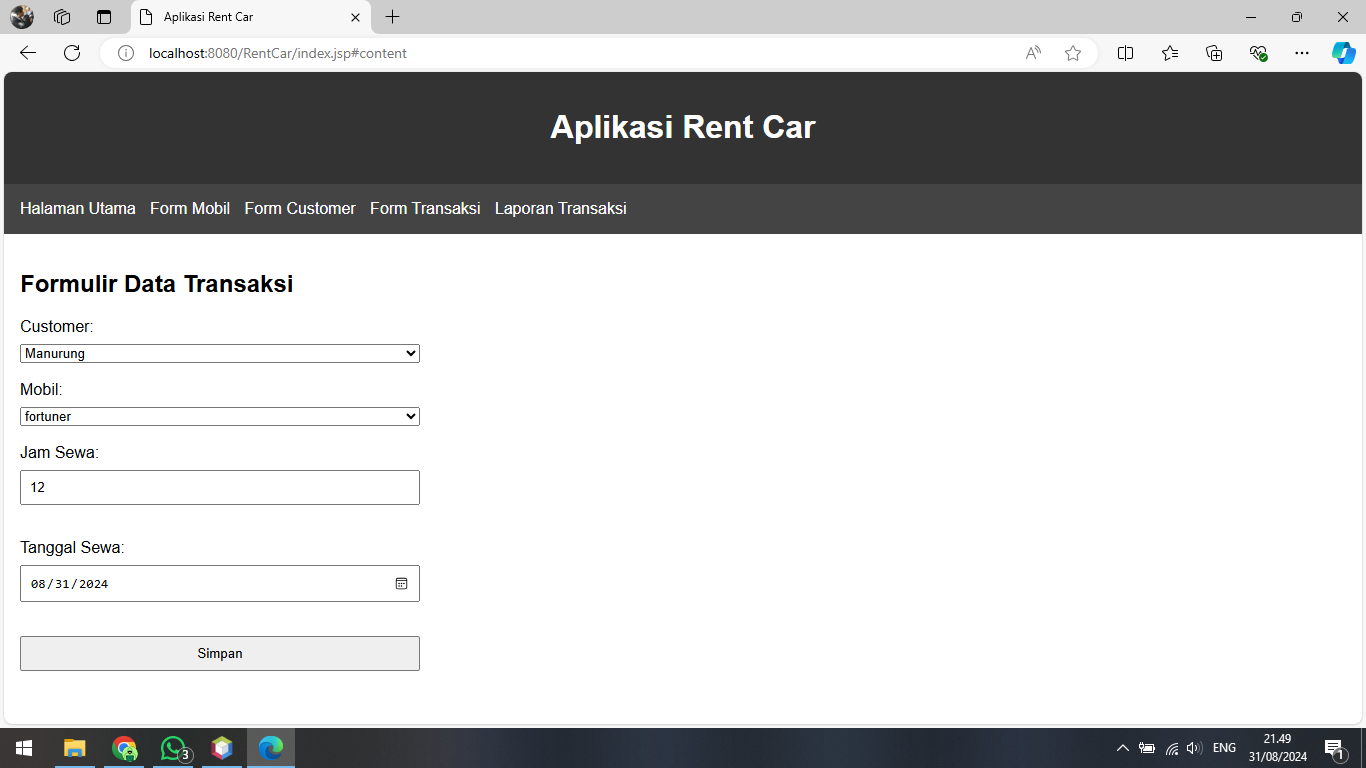 Aplikasi Rent Car
localhost:8080/RentCar/index.jsp#content
Aplikasi Rent Car
Halaman Utama Form Mobil Form Customer Form Transaksi Laporan Transaksi
Formulir Data Transaksi
Customer:
Manurung
Mobil:
fortuner
Jam Sewa:
12
Tanggal Sewa:
08/31/2024
Simpan
3
ENG
21.49
31/08/2024
1